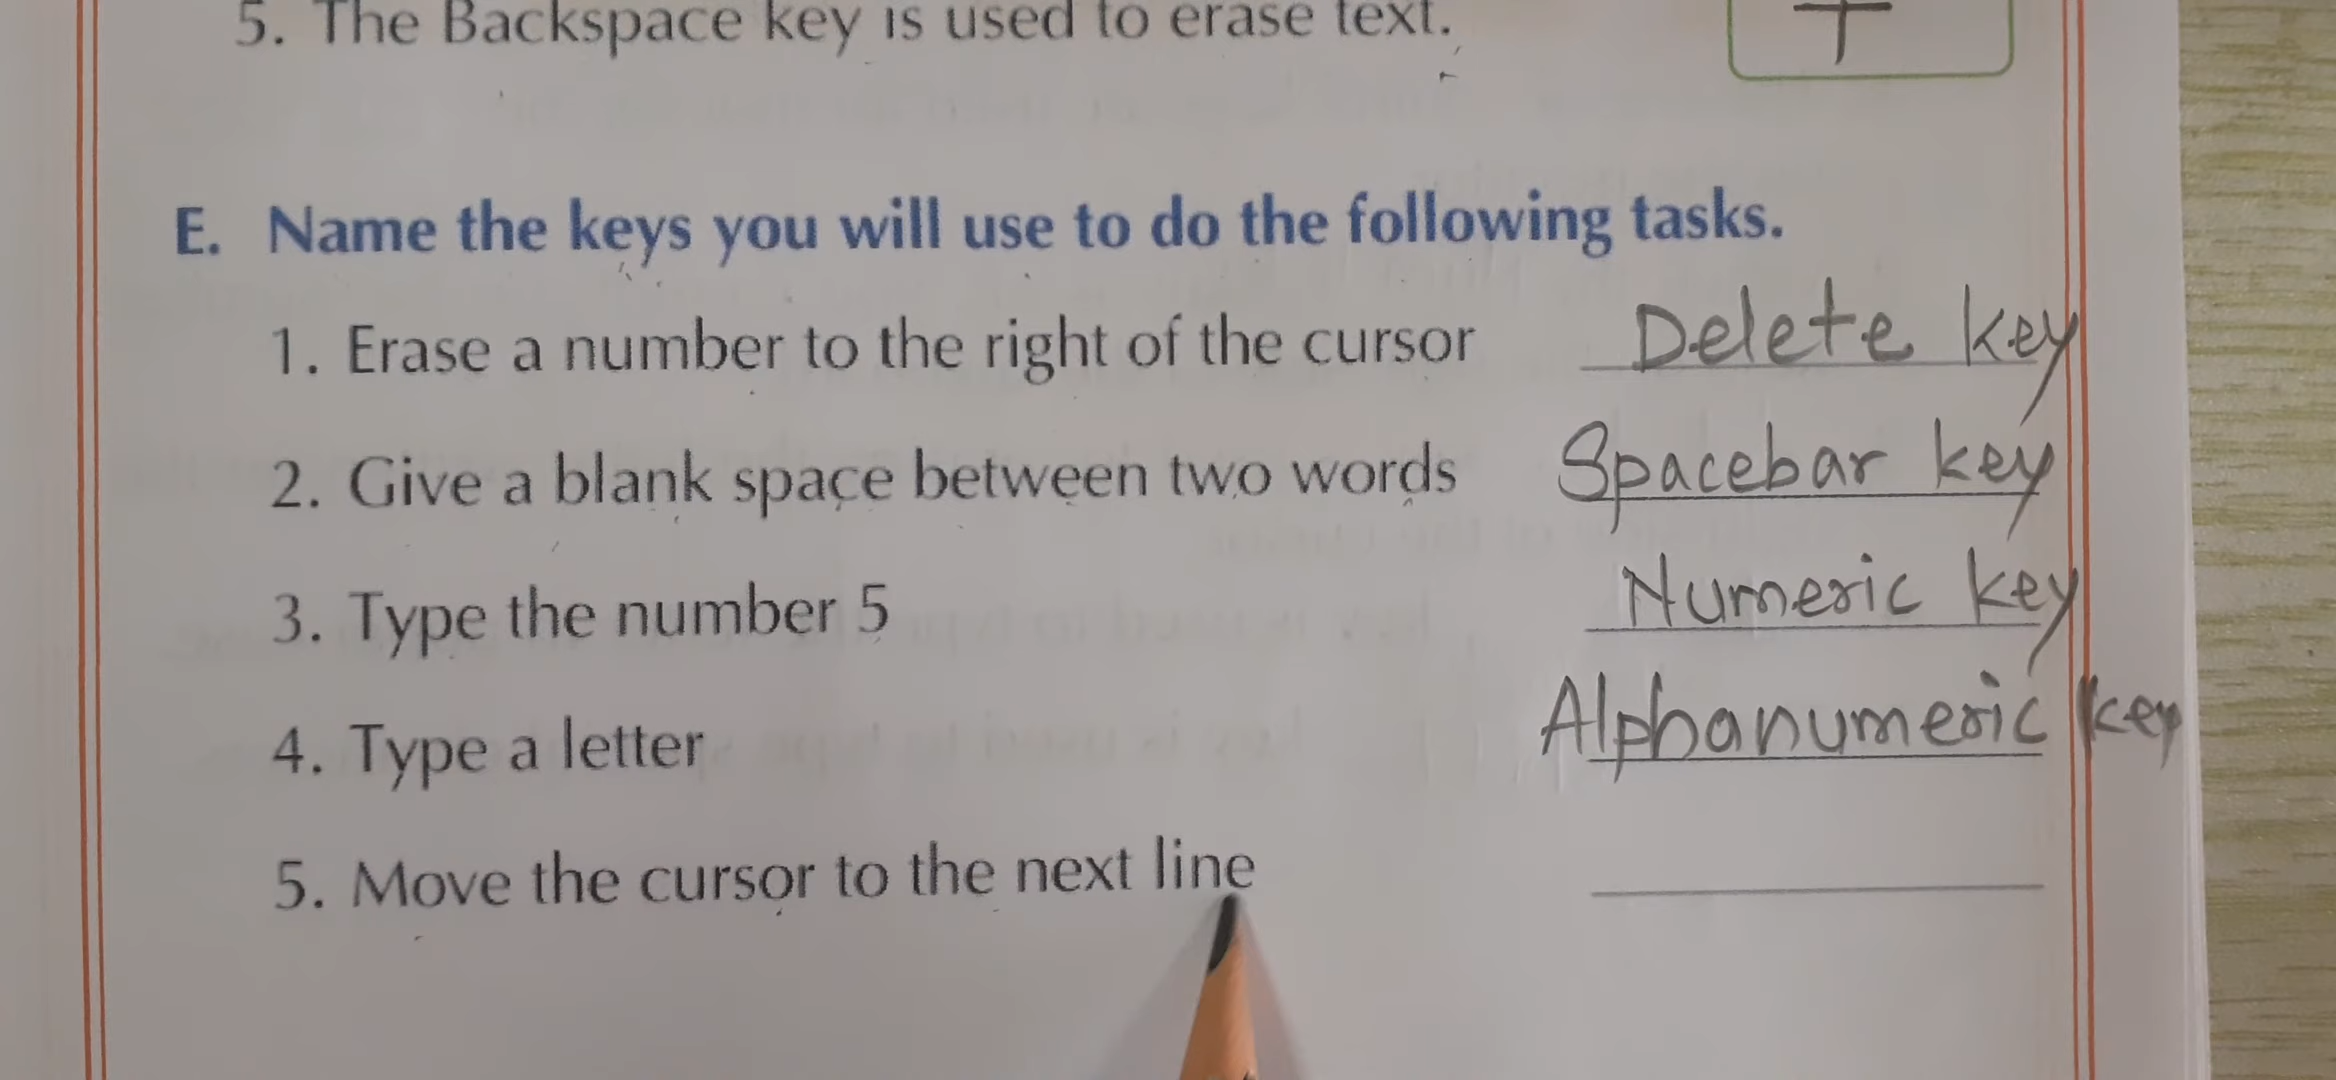 5. The Backspace key is used to erase text. T
E. Name the keys you will use to do the following tasks.
1. Erase a number to the right of the cursor Delete key
2. Give a blank space between two words Spacebar key
3. Type the number 5 Numeric key
4. Type a letter Alphanumeric key
5. Move the cursor to the next line